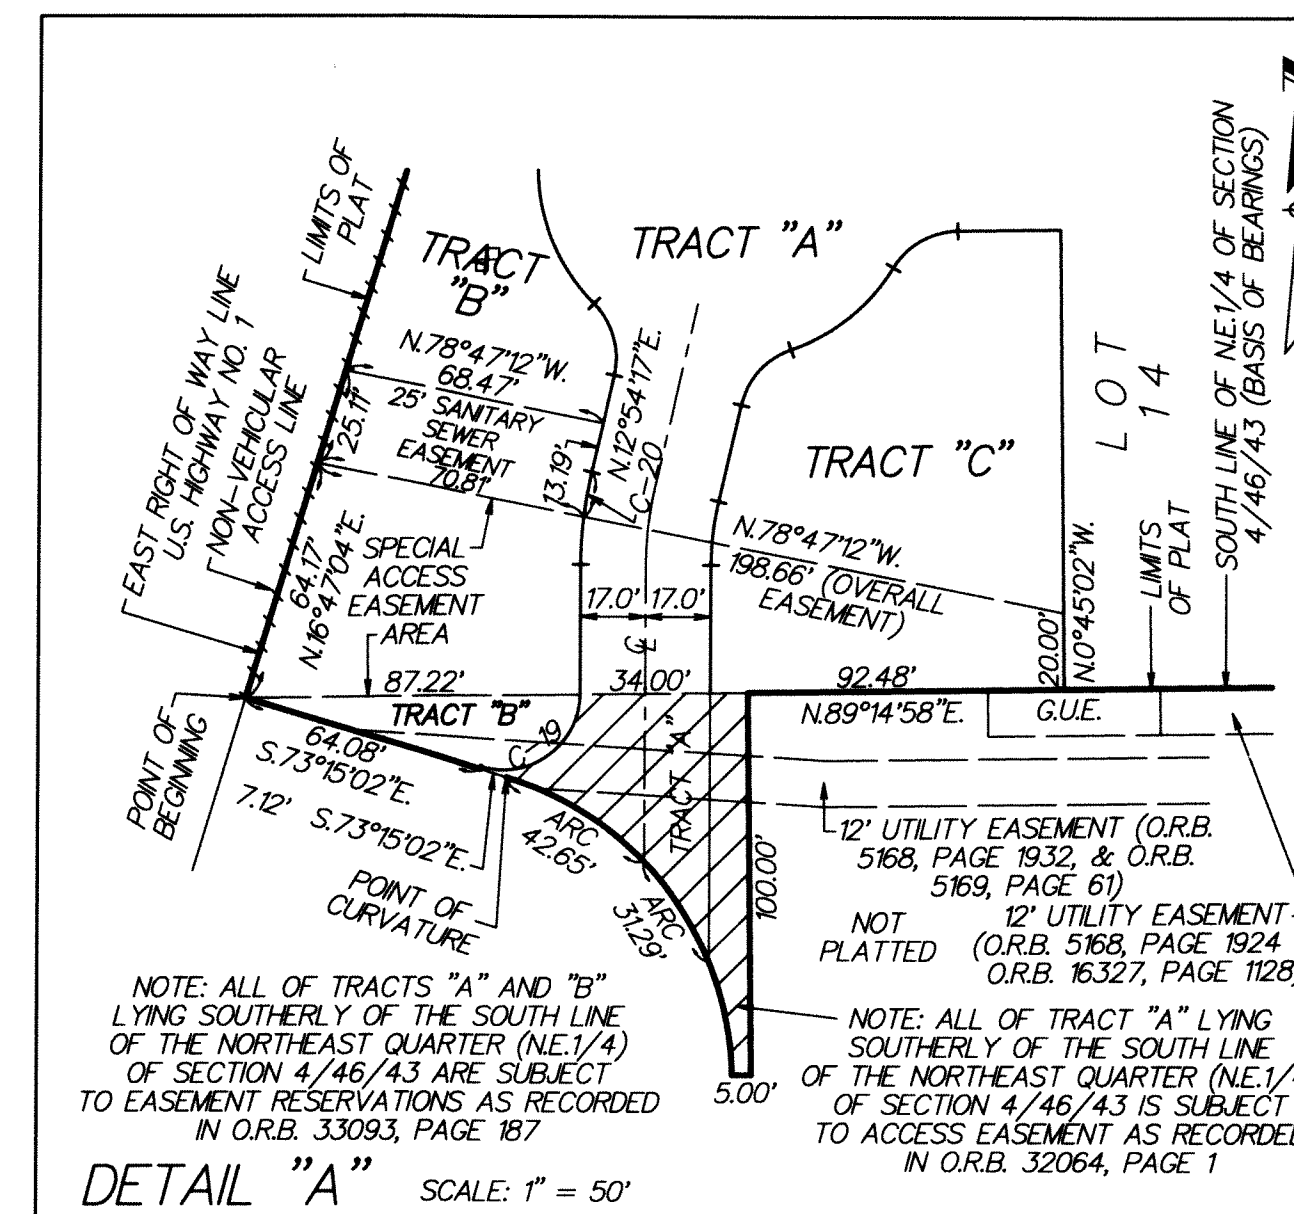 LIMITS OF
PLAT
TRACT
"B"
TRACT "A"
SOUTH LINE OF N.E.1/4 OF SECTION
4/46/43 (BASIS OF BEARINGS)
EAST RIGHT OF WAY LINE
U.S. HIGHWAY NO. 1
NON-VEHICULAR
ACCESS LINE
N.78°47'12"W.
68.47'
25' SANITARY
SEWER
EASEMENT
70.81'
25.11'
13.19'
N.12°54'17"E.
C-20
LOT
14
TRACT "C"
64.17'
N.16°47'04"E.
SPECIAL
ACCESS
EASEMENT
AREA
N.78°47'12"W.
198.66' (OVERALL
EASEMENT)
17.0'
17.0'
CL
20.00'
N.0°45'02"W.
LIMITS
OF PLAT
87.22'
34.00'
92.48'
TRACT "B"
N.89°14'58"E.
G.U.E.
POINT OF
BEGINNING
64.08'
S.73°15'02"E.
7.12' S.73°15'02"E.
C-19
TRACT "A"
POINT OF
CURVATURE
ARC
42.65'
ARC
31.29'
100.00'
12' UTILITY EASEMENT (O.R.B.
5168, PAGE 1932, & O.R.B.
5169, PAGE 61)
NOT
PLATTED
12' UTILITY EASEMENT
(O.R.B. 5168, PAGE 1924
O.R.B. 16327, PAGE 1128,
NOTE: ALL OF TRACTS "A" AND "B"
LYING SOUTHERLY OF THE SOUTH LINE
OF THE NORTHEAST QUARTER (N.E.1/4)
OF SECTION 4/46/43 ARE SUBJECT
TO EASEMENT RESERVATIONS AS RECORDED
IN O.R.B. 33093, PAGE 187
5.00'
NOTE: ALL OF TRACT "A" LYING
SOUTHERLY OF THE SOUTH LINE
OF THE NORTHEAST QUARTER (N.E.1/4
OF SECTION 4/46/43 IS SUBJECT
TO ACCESS EASEMENT AS RECORDED
IN O.R.B. 32064, PAGE 1
DETAIL "A" SCALE: 1" = 50'